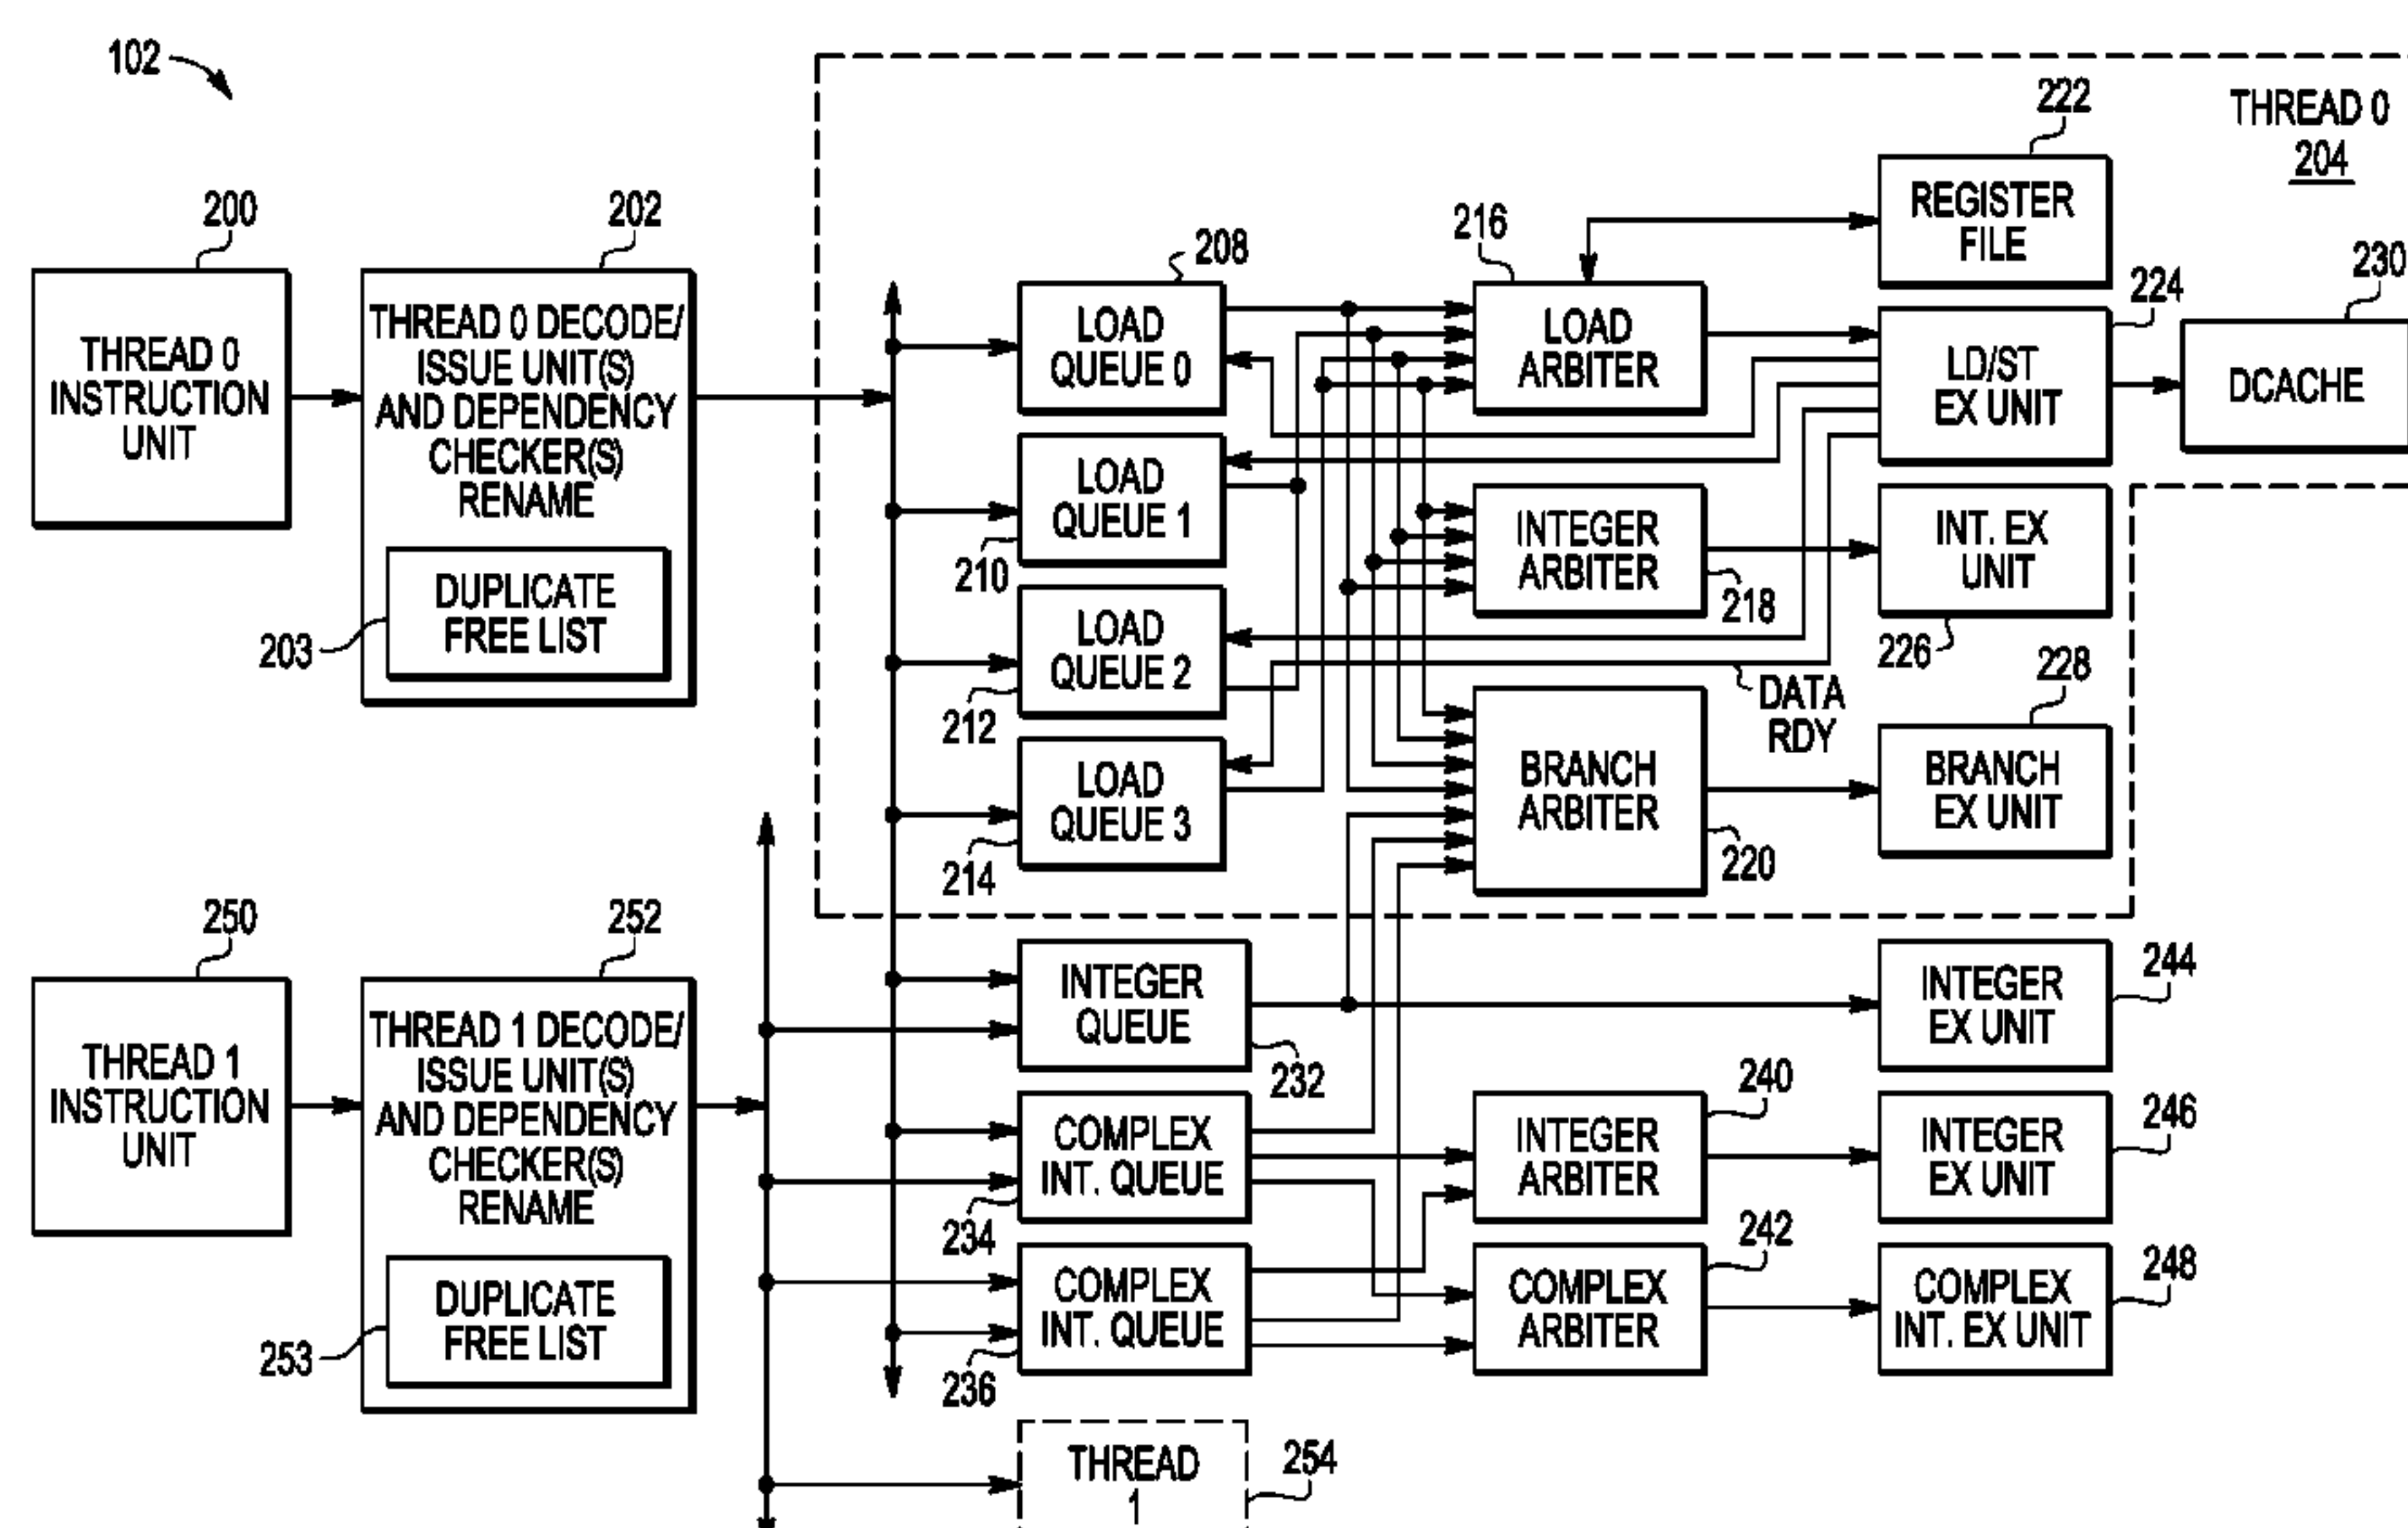 102
THREAD 0
204
222
REGISTER
FILE
200
THREAD 0
INSTRUCTION
UNIT
202
THREAD 0 DECODE/
ISSUE UNIT(S)
AND DEPENDENCY
CHECKER(S)
RENAME
203
DUPLICATE
FREE LIST
208
LOAD
QUEUE 0
216
LOAD
ARBITER
224
LD/ST
EX UNIT
230
DCACHE
210
LOAD
QUEUE 1
INTEGER
ARBITER
218
INT. EX
UNIT
226
212
LOAD
QUEUE 2
DATA
RDY
228
BRANCH
EX UNIT
214
LOAD
QUEUE 3
BRANCH
ARBITER
220
250
THREAD 1
INSTRUCTION
UNIT
252
THREAD 1 DECODE/
ISSUE UNIT(S)
AND DEPENDENCY
CHECKER(S)
RENAME
253
DUPLICATE
FREE LIST
INTEGER
QUEUE
232
INTEGER
EX UNIT
244
COMPLEX
INT. QUEUE
234
240
INTEGER
ARBITER
INTEGER
EX UNIT
246
COMPLEX
INT. QUEUE
236
242
COMPLEX
ARBITER
COMPLEX
INT. EX UNIT
248
THREAD
1
254